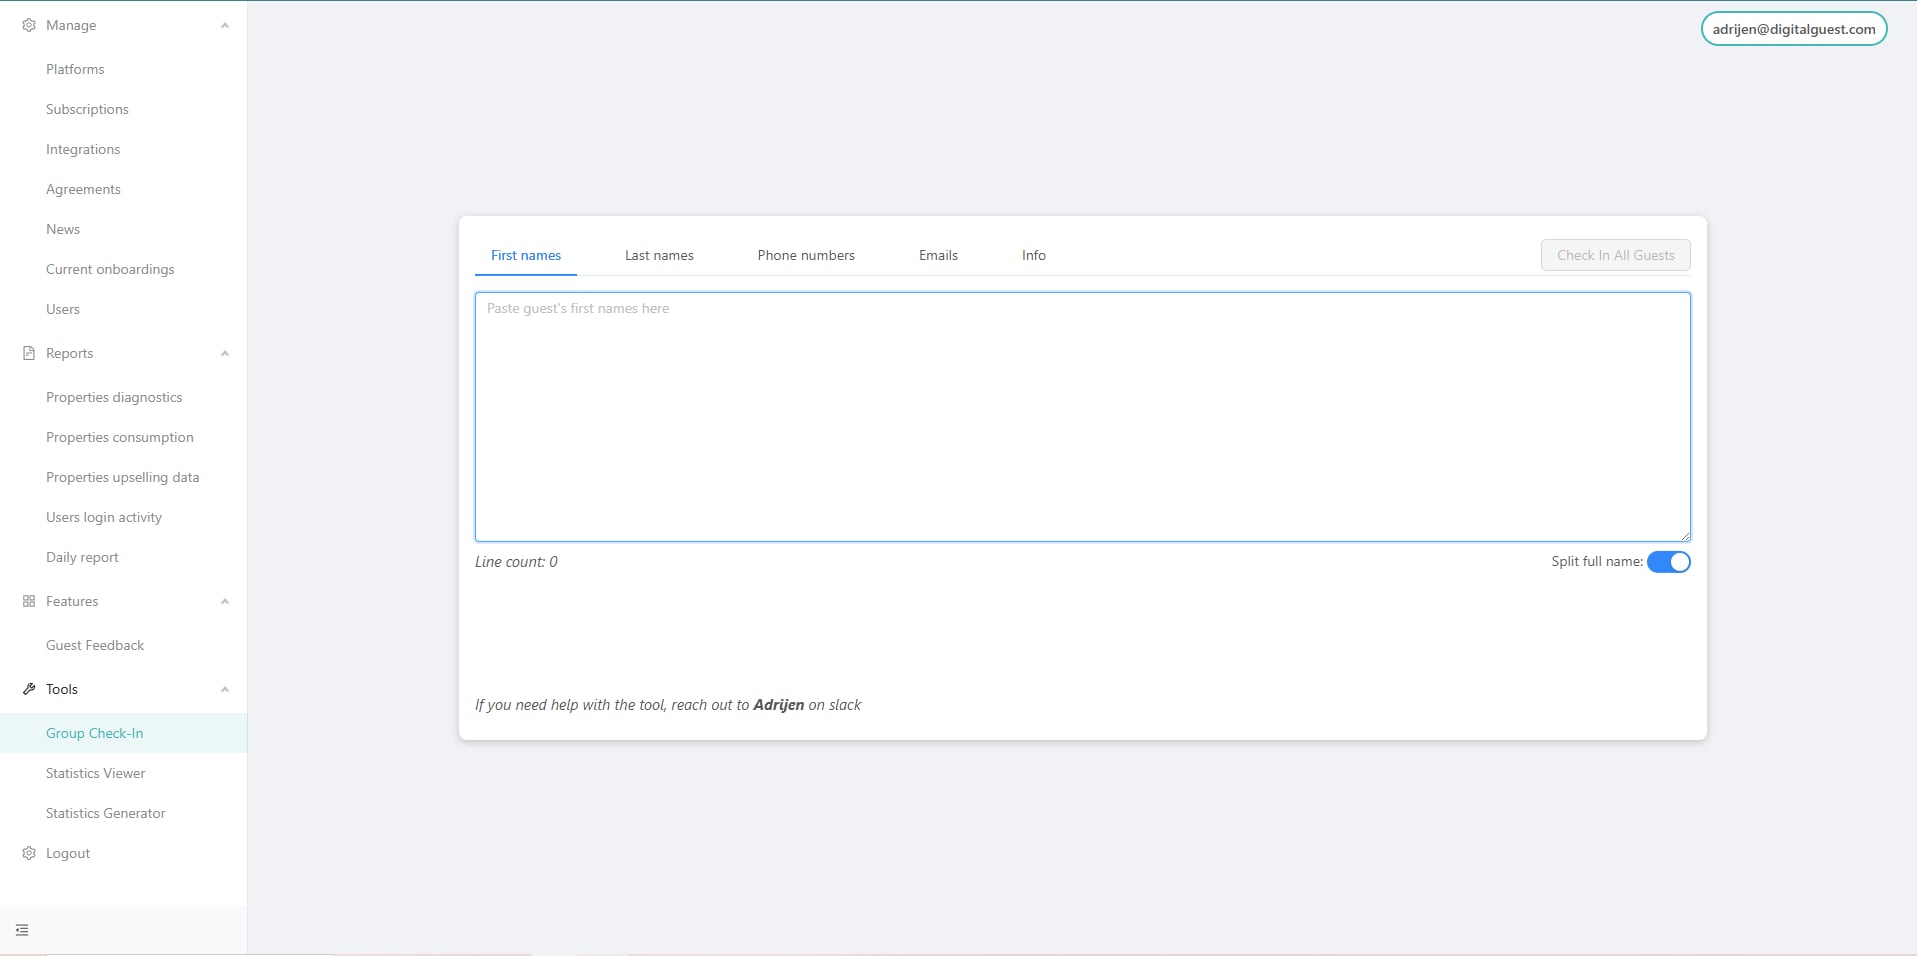 Manage
Platforms
Subscriptions
Integrations
Agreements
News
Current onboardings
Users
Reports
Properties diagnostics
Properties consumption
Properties upselling data
Users login activity
Daily report
Features
Guest Feedback
Tools
Group Check-In
Statistics Viewer
Statistics Generator
Logout
adrijen@digitalguest.com
First names Last names Phone numbers Emails Info Check In All Guests
Paste guest's first names here
Line count: 0 Split full name:
If you need help with the tool, reach out to Adrijen on slack